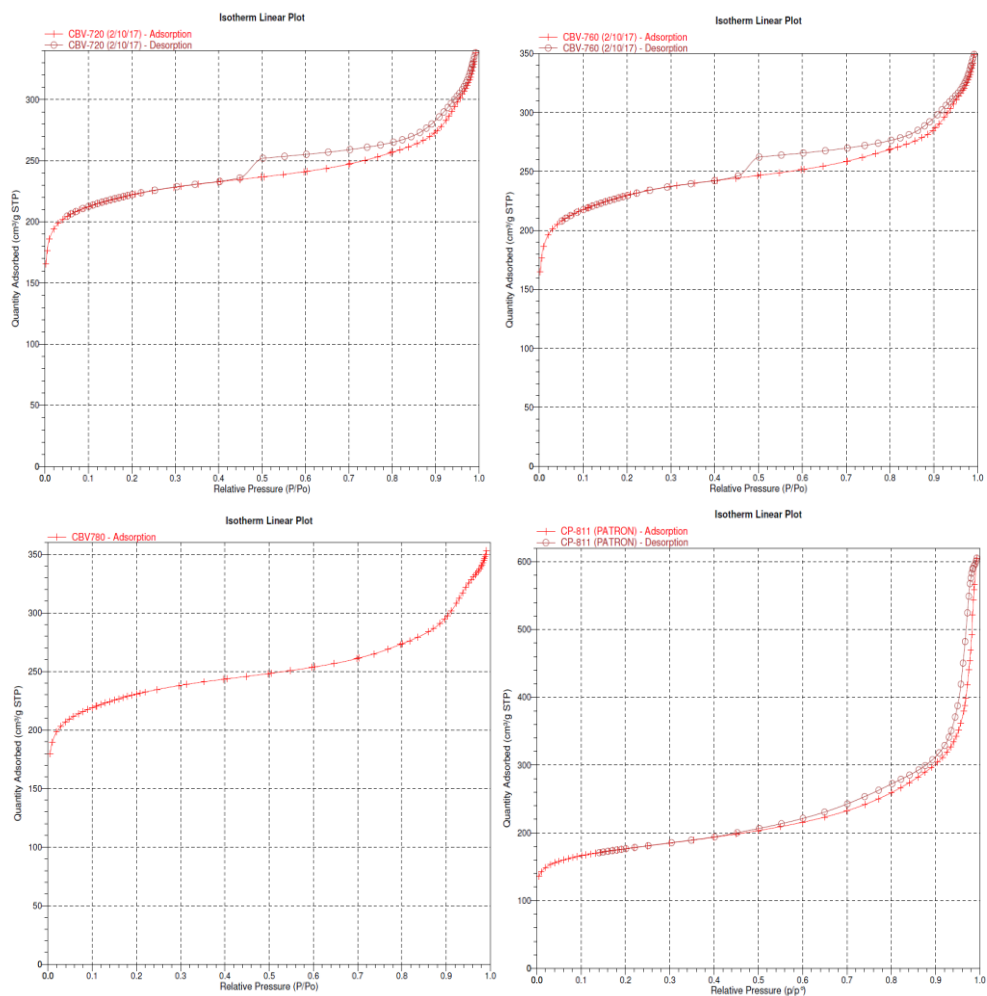 Isotherm Linear Plot
CBV-720 (2/10/17) - Adsorption
CBV-720 (2/10/17) - Desorption
Quantity Adsorbed (cm³/g STP)
300
250
200
150
100
50
0
0.0 0.1 0.2 0.3 0.4 0.5 0.6 0.7 0.8 0.9 1.0
Relative Pressure (P/Po)
Isotherm Linear Plot
CBV-760 (2/10/17) - Adsorption
CBV-760 (2/10/17) - Desorption
Quantity Adsorbed (cm³/g STP)
350
300
250
200
150
100
50
0
0.0 0.1 0.2 0.3 0.4 0.5 0.6 0.7 0.8 0.9 1.0
Relative Pressure (P/Po)
Isotherm Linear Plot
CBV780 - Adsorption
Quantity Adsorbed (cm³/g STP)
350
300
250
200
150
100
50
0
0.0 0.1 0.2 0.3 0.4 0.5 0.6 0.7 0.8 0.9 1.0
Relative Pressure (P/Po)
Isotherm Linear Plot
CP-811 (PATRON) - Adsorption
CP-811 (PATRON) - Desorption
Quantity Adsorbed (cm³/g STP)
600
500
400
300
200
100
0
0.0 0.1 0.2 0.3 0.4 0.5 0.6 0.7 0.8 0.9 1.0
Relative Pressure (p/p°)